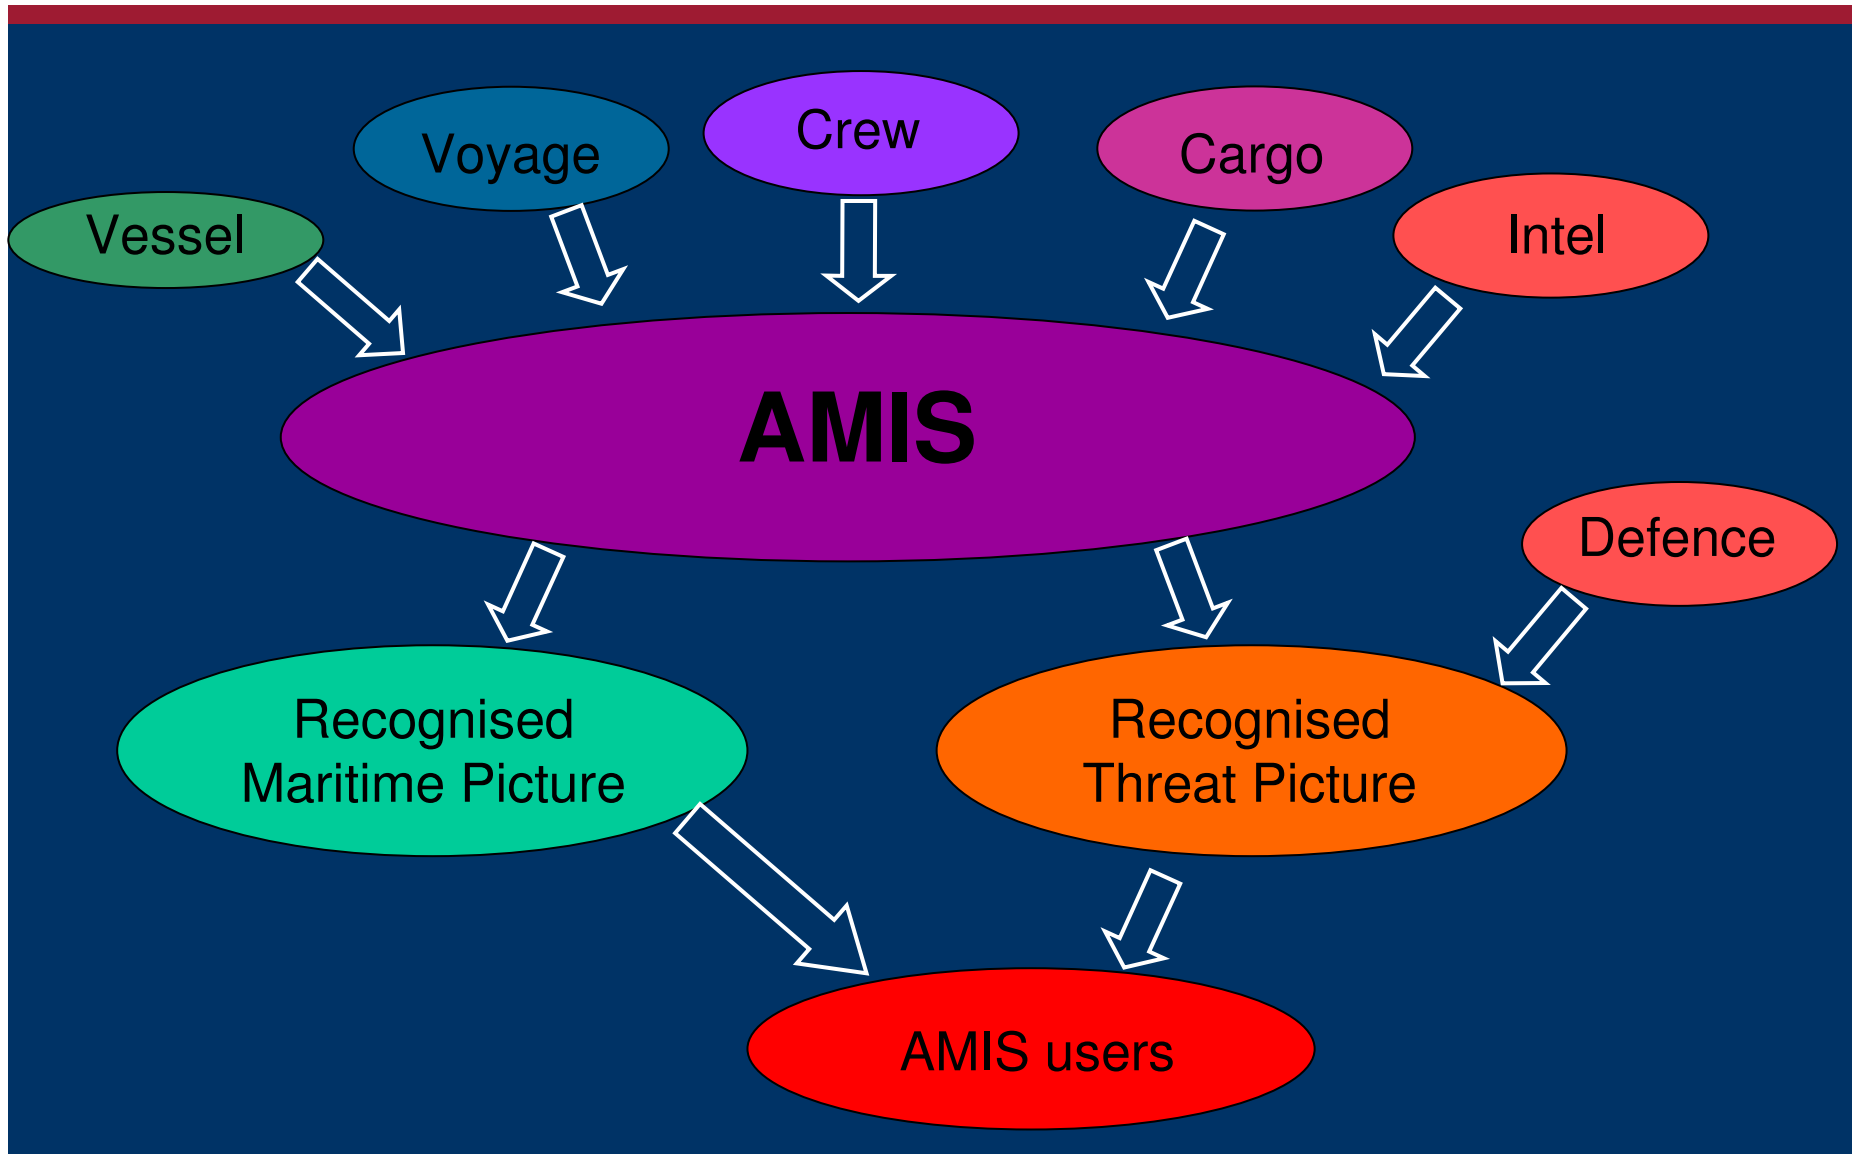 Vessel
Voyage
Crew
Cargo
Intel
AMIS
Defence
Recognised
Maritime Picture
Recognised
Threat Picture
AMIS users